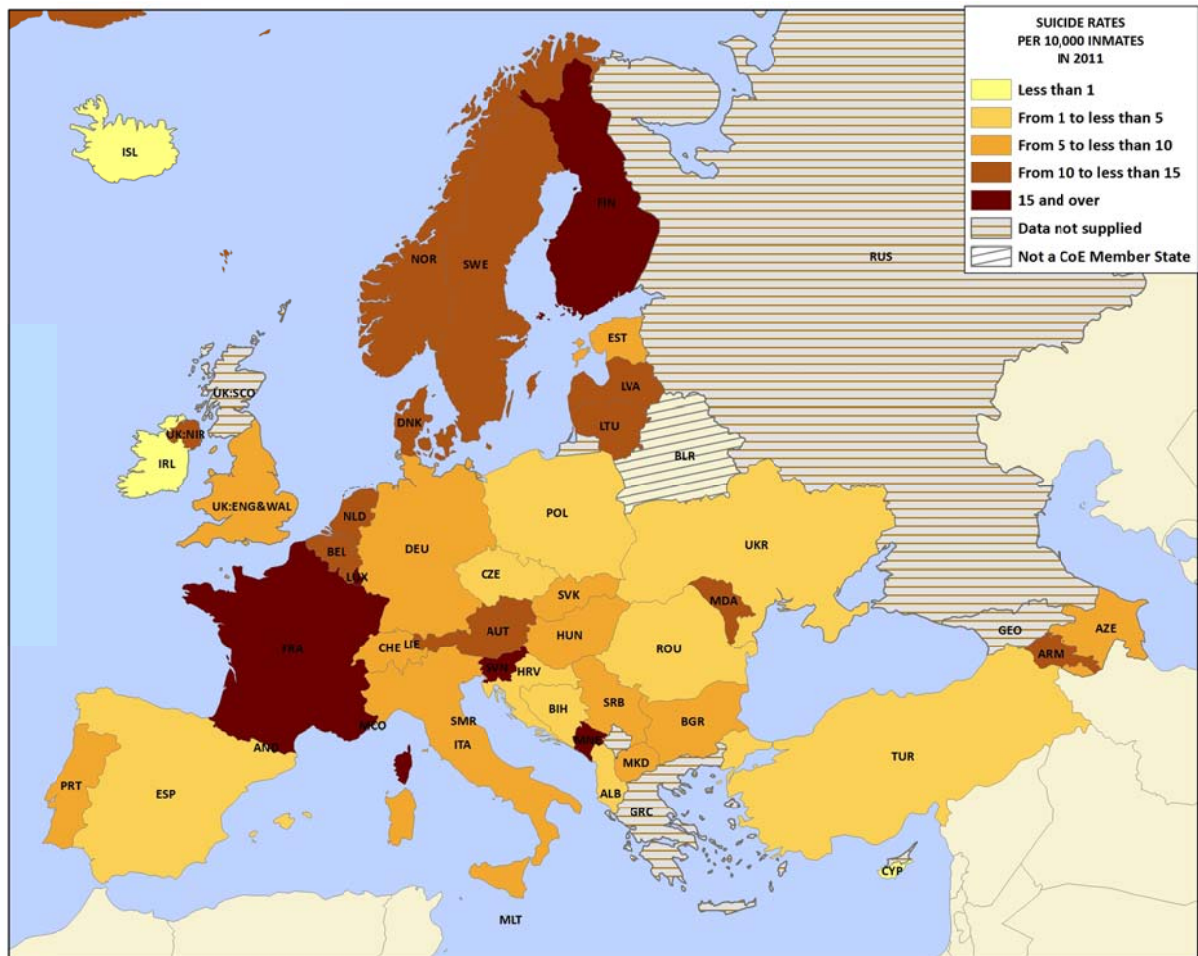 SUICIDE RATES
PER 10,000 INMATES
IN 2011
Less than 1
From 1 to less than 5
From 5 to less than 10
From 10 to less than 15
15 and over
Data not supplied
Not a CoE Member State
ISL
FIN
RUS
NOR
SWE
EST
LVA
UK:SCO
DNK
LTU
UK:NIR
BLR
IRL
UK:ENG&WAL
NLD
POL
DEU
UKR
BEL
CZE
LUX
SVK
MDA
AUT
HUN
GEO
AZE
FRA
CHE
LIE
ROU
ARM
SVN
HRV
SRB
BIH
MCO
SMR
BGR
ITA
MNE
AND
TUR
MKD
PRT
ESP
ALB
GRC
CYP
MLT